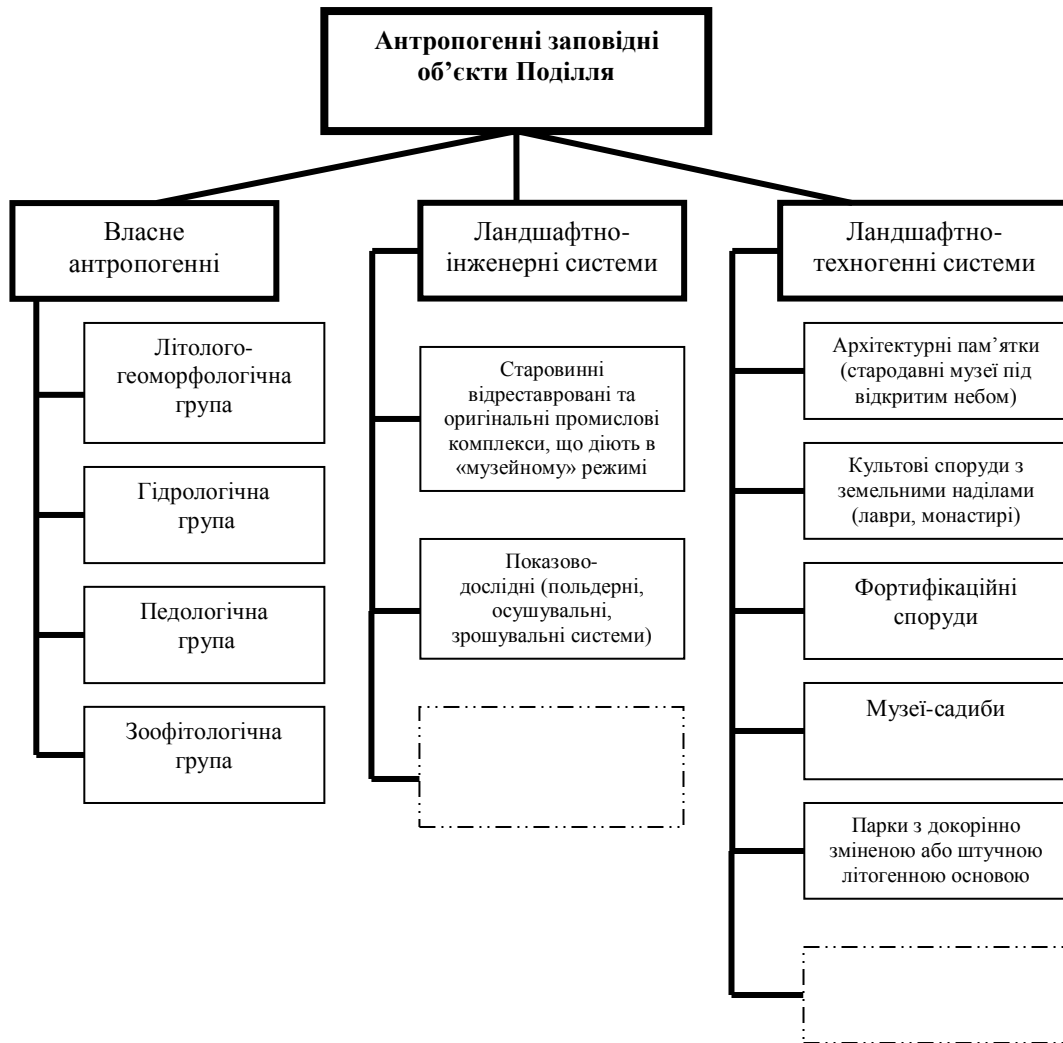 Антропогенні заповідні
об’єкти Поділля
Власне
антропогенні
Літолого-
геоморфологічна
група
Гідрологічна
група
Педологічна
група
Зоофітологічна
група
Ландшафтно-
інженерні системи
Старовинні
відреставровані та
оригінальні промислові
комплекси, що діють в
«музейному» режимі
Показово-
дослідні (польдерні,
осушувальні,
зрошувальні системи)
Ландшафтно-
техногенні системи
Архітектурні пам’ятки
(стародавні музеї під
відкритим небом)
Культові споруди з
земельними наділами
(лаври, монастирі)
Фортифікаційні
споруди
Музеї-садиби
Парки з докорінно
зміненою або штучною
літогенною основою